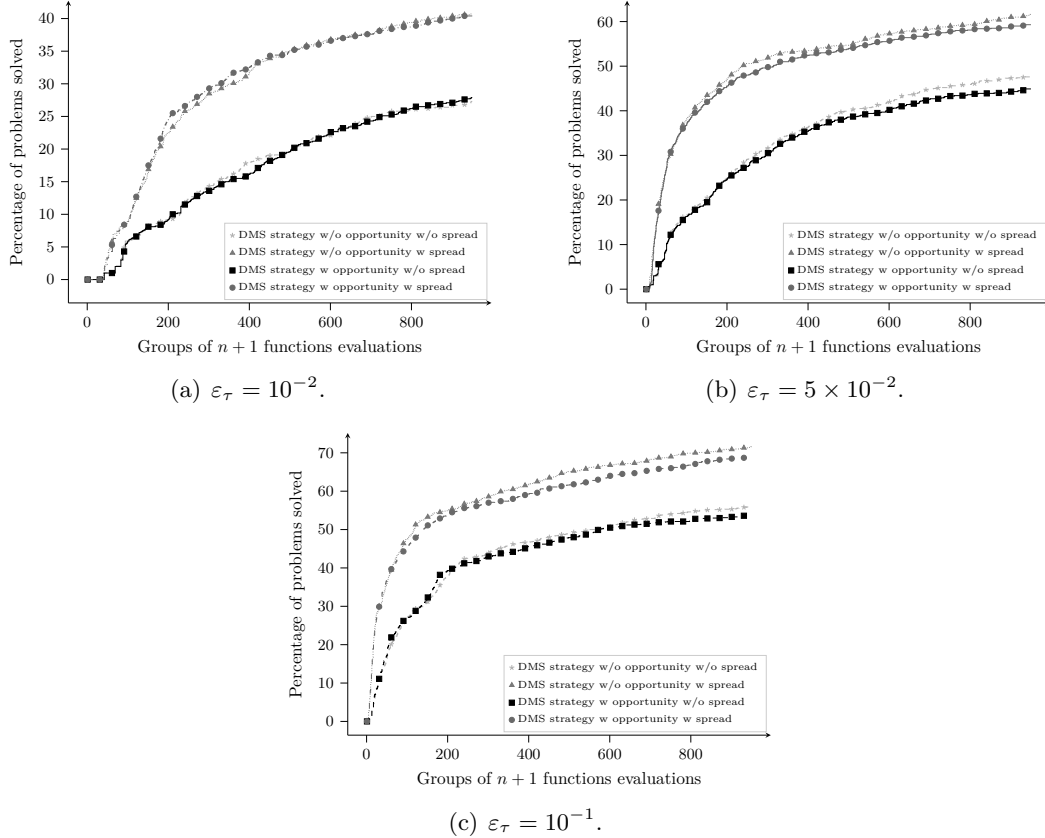 40
35
30
25
20
15
10
5
0
Percentage of problems solved
DMS strategy w/o opportunity w/o spread
DMS strategy w/o opportunity w spread
DMS strategy w opportunity w/o spread
DMS strategy w opportunity w spread
0 200 400 600 800
Groups of n + 1 functions evaluations
(a) ε_τ = 10⁻².
60
50
40
30
20
10
0
Percentage of problems solved
DMS strategy w/o opportunity w/o spread
DMS strategy w/o opportunity w spread
DMS strategy w opportunity w/o spread
DMS strategy w opportunity w spread
0 200 400 600 800
Groups of n + 1 functions evaluations
(b) ε_τ = 5 × 10⁻².
70
60
50
40
30
20
10
0
Percentage of problems solved
DMS strategy w/o opportunity w/o spread
DMS strategy w/o opportunity w spread
DMS strategy w opportunity w/o spread
DMS strategy w opportunity w spread
0 200 400 600 800
Groups of n + 1 functions evaluations
(c) ε_τ = 10⁻¹.